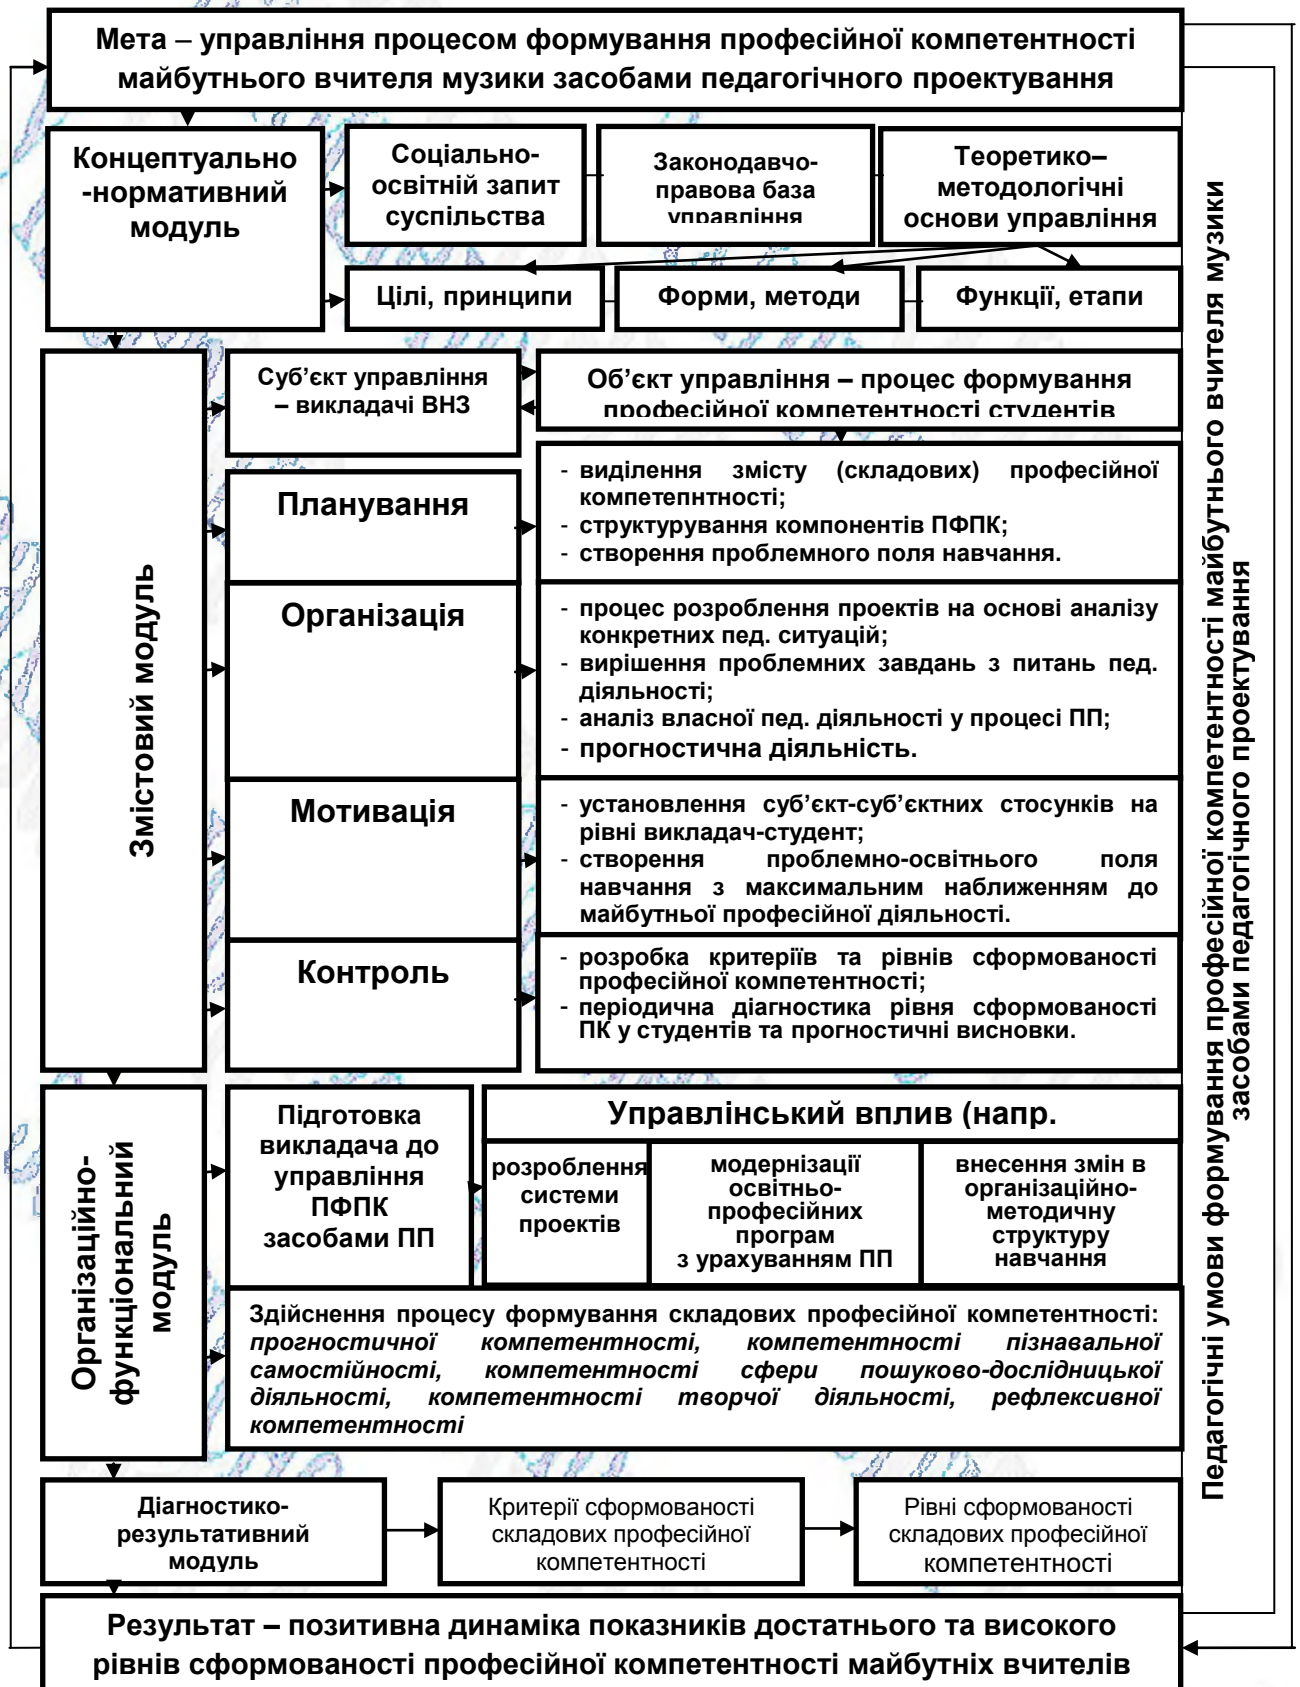 Мета – управління процесом формування професійної компетентності
майбутнього вчителя музики засобами педагогічного проектування
Концептуально
-нормативний
модуль
Соціально-
освітній запит
суспільства
Законодавчо-
правова база
управління
Теоретико–
методологічні
основи управління
Цілі, принципи
Форми, методи
Функції, етапи
Змістовий модуль
Суб’єкт управління
– викладачі ВНЗ
Об’єкт управління – процес формування
професійної компетентності студентів
Планування
- виділення змісту (складових) професійної
компетепнтності;
- структурування компонентів ПФПК;
- створення проблемного поля навчання.
Організація
- процес розроблення проектів на основі аналізу
конкретних пед. ситуацій;
- вирішення проблемних завдань з питань пед.
діяльності;
- аналіз власної пед. діяльності у процесі ПП;
- прогностична діяльність.
Мотивація
- установлення суб’єкт-суб’єктних стосунків на
рівні викладач-студент;
- створення проблемно-освітнього поля
навчання з максимальним наближенням до
майбутньої професійної діяльності.
Контроль
- розробка критеріїв та рівнів сформованості
професійної компетентності;
- періодична діагностика рівня сформованості
ПК у студентів та прогностичні висновки.
Організаційно-
функціональний
модуль
Підготовка
викладача до
управління
ПФПК
засобами ПП
Управлінський вплив (напр.
розроблення
системи
проектів
модернізації
освітньо-
професійних
програм
з урахуванням ПП
внесення змін в
організаційно-
методичну
структуру
навчання
Здійснення процесу формування складових професійної компетентності:
прогностичної компетентності, компетентності пізнавальної
самостійності, компетентності сфери пошуково-дослідницької
діяльності, компетентності творчої діяльності, рефлексивної
компетентності
Діагностико-
результативний
модуль
Критерії сформованості
складових професійної
компетентності
Рівні сформованості
складових професійної
компетентності
Результат – позитивна динаміка показників достатнього та високого
рівнів сформованості професійної компетентності майбутніх вчителів
Педагогічні умови формування професійної компетентності майбутнього вчителя музики
засобами педагогічного проектування